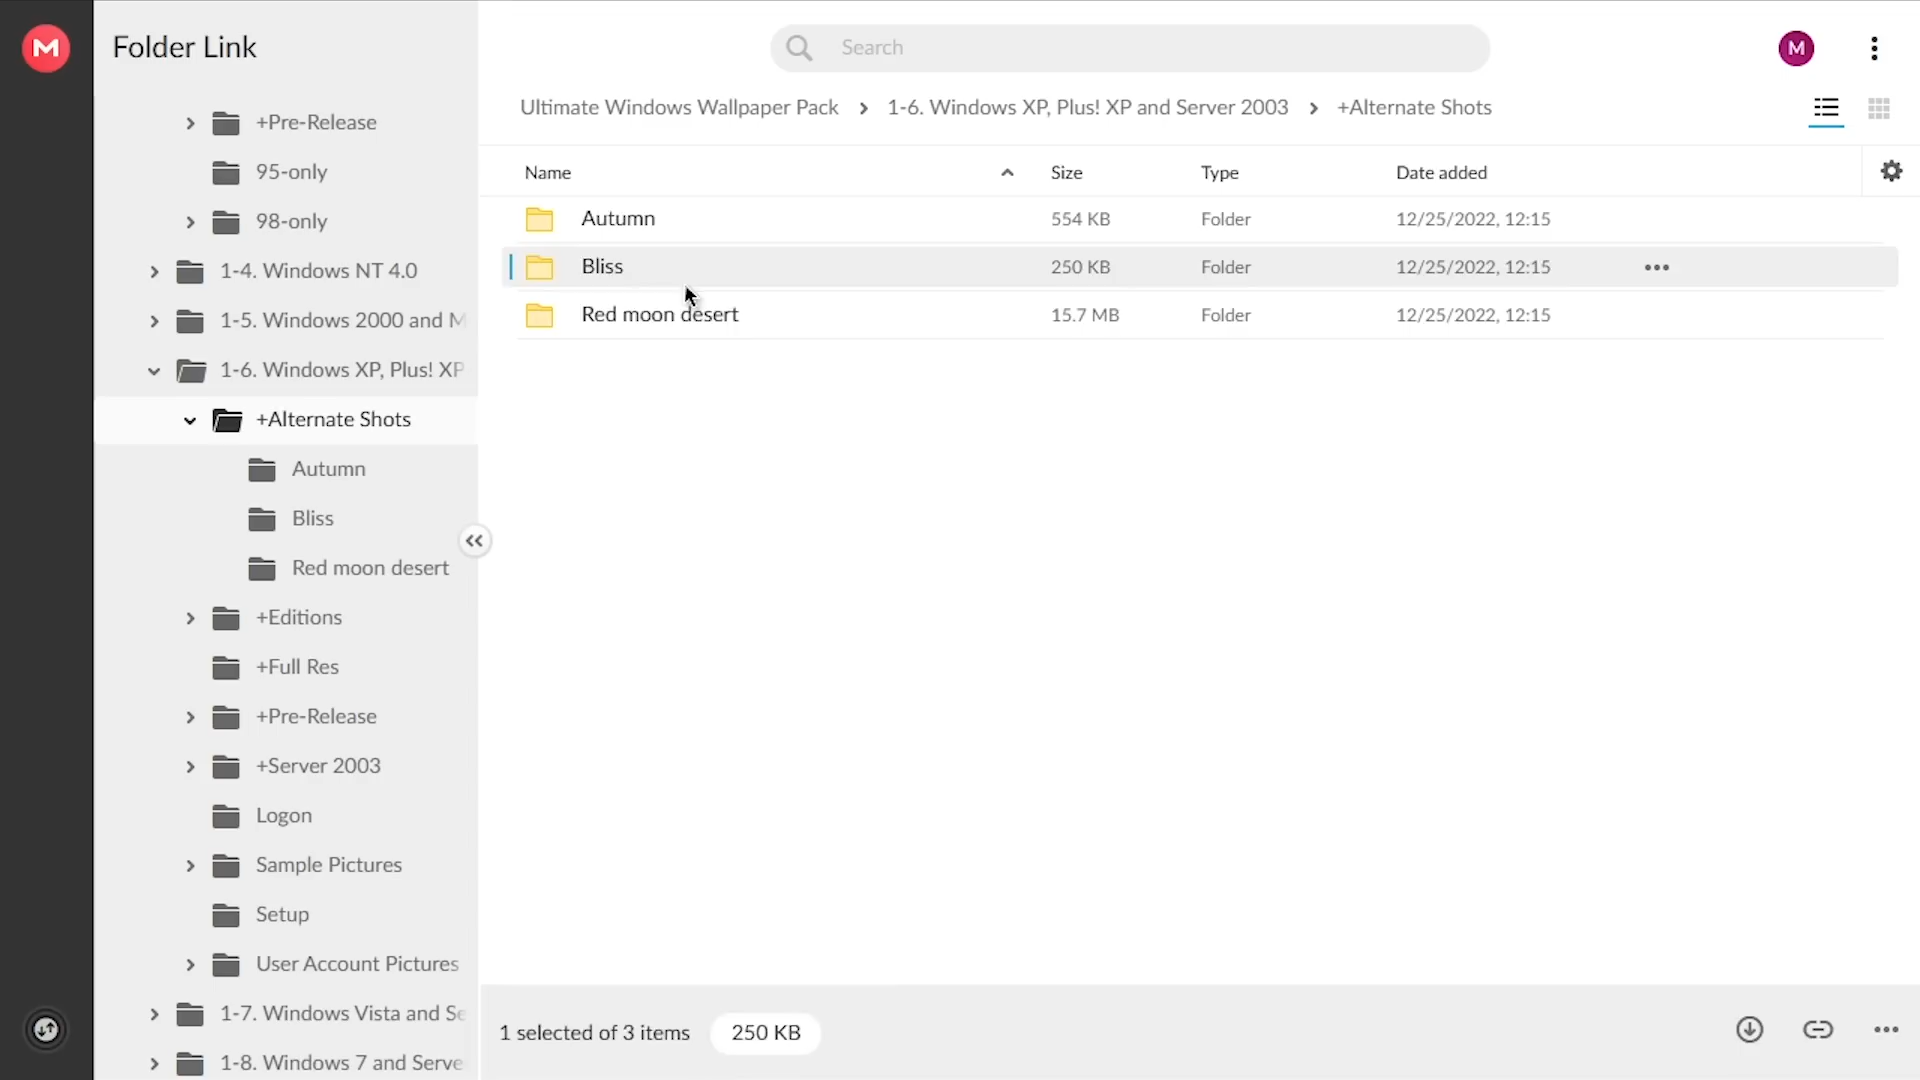 M
Folder Link
Search
M
Ultimate Windows Wallpaper Pack > 1-6. Windows XP, Plus! XP and Server 2003 > +Alternate Shots
+Pre-Release
95-only
98-only
1-4. Windows NT 4.0
1-5. Windows 2000 and M
1-6. Windows XP, Plus! XP
+Alternate Shots
Autumn
Bliss
Red moon desert
+Editions
+Full Res
+Pre-Release
+Server 2003
Logon
Sample Pictures
Setup
User Account Pictures
1-7. Windows Vista and Se
1-8. Windows 7 and Serve
Name Size Type Date added
Autumn 554 KB Folder 12/25/2022, 12:15
Bliss 250 KB Folder 12/25/2022, 12:15
Red moon desert 15.7 MB Folder 12/25/2022, 12:15
1 selected of 3 items 250 KB